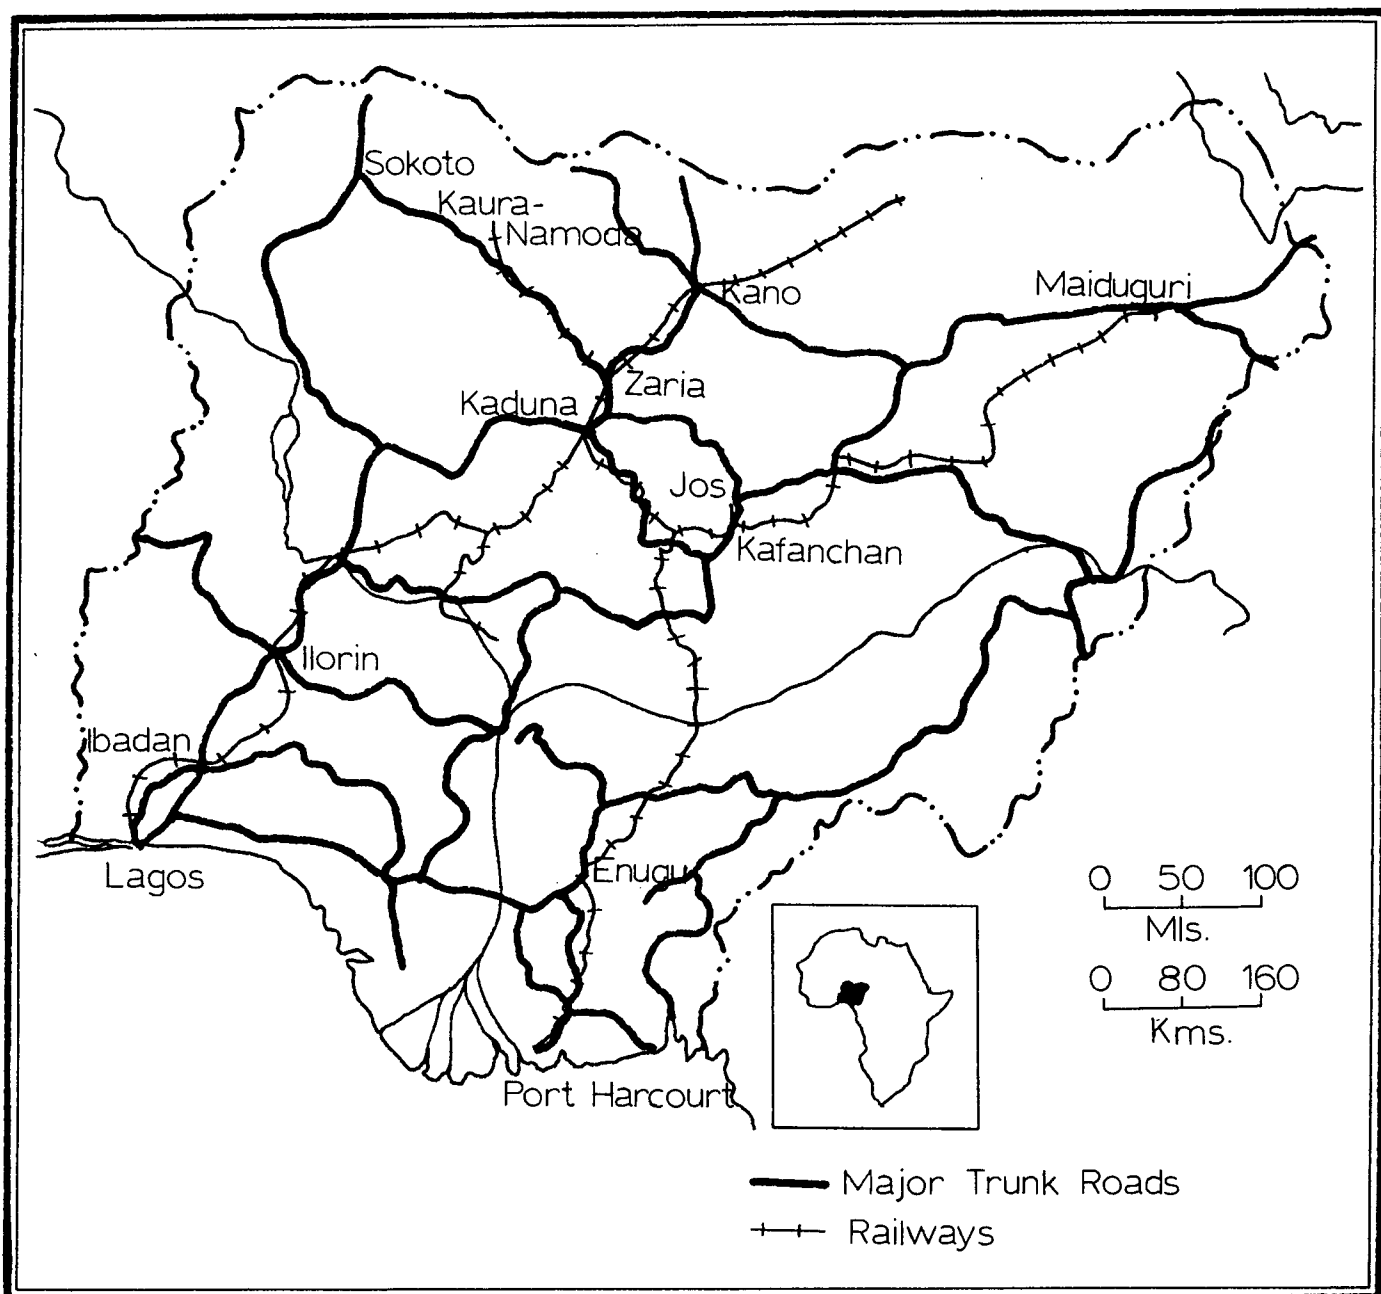 Sokoto
Kaura-
Namoda
Kano
Maiduguri
Zaria
Kaduna
Jos
Kafanchan
Ilorin
Ibadan
Enugu
Lagos
0 50 100
Mls.
0 80 160
Kms.
Port Harcourt
Major Trunk Roads
Railways